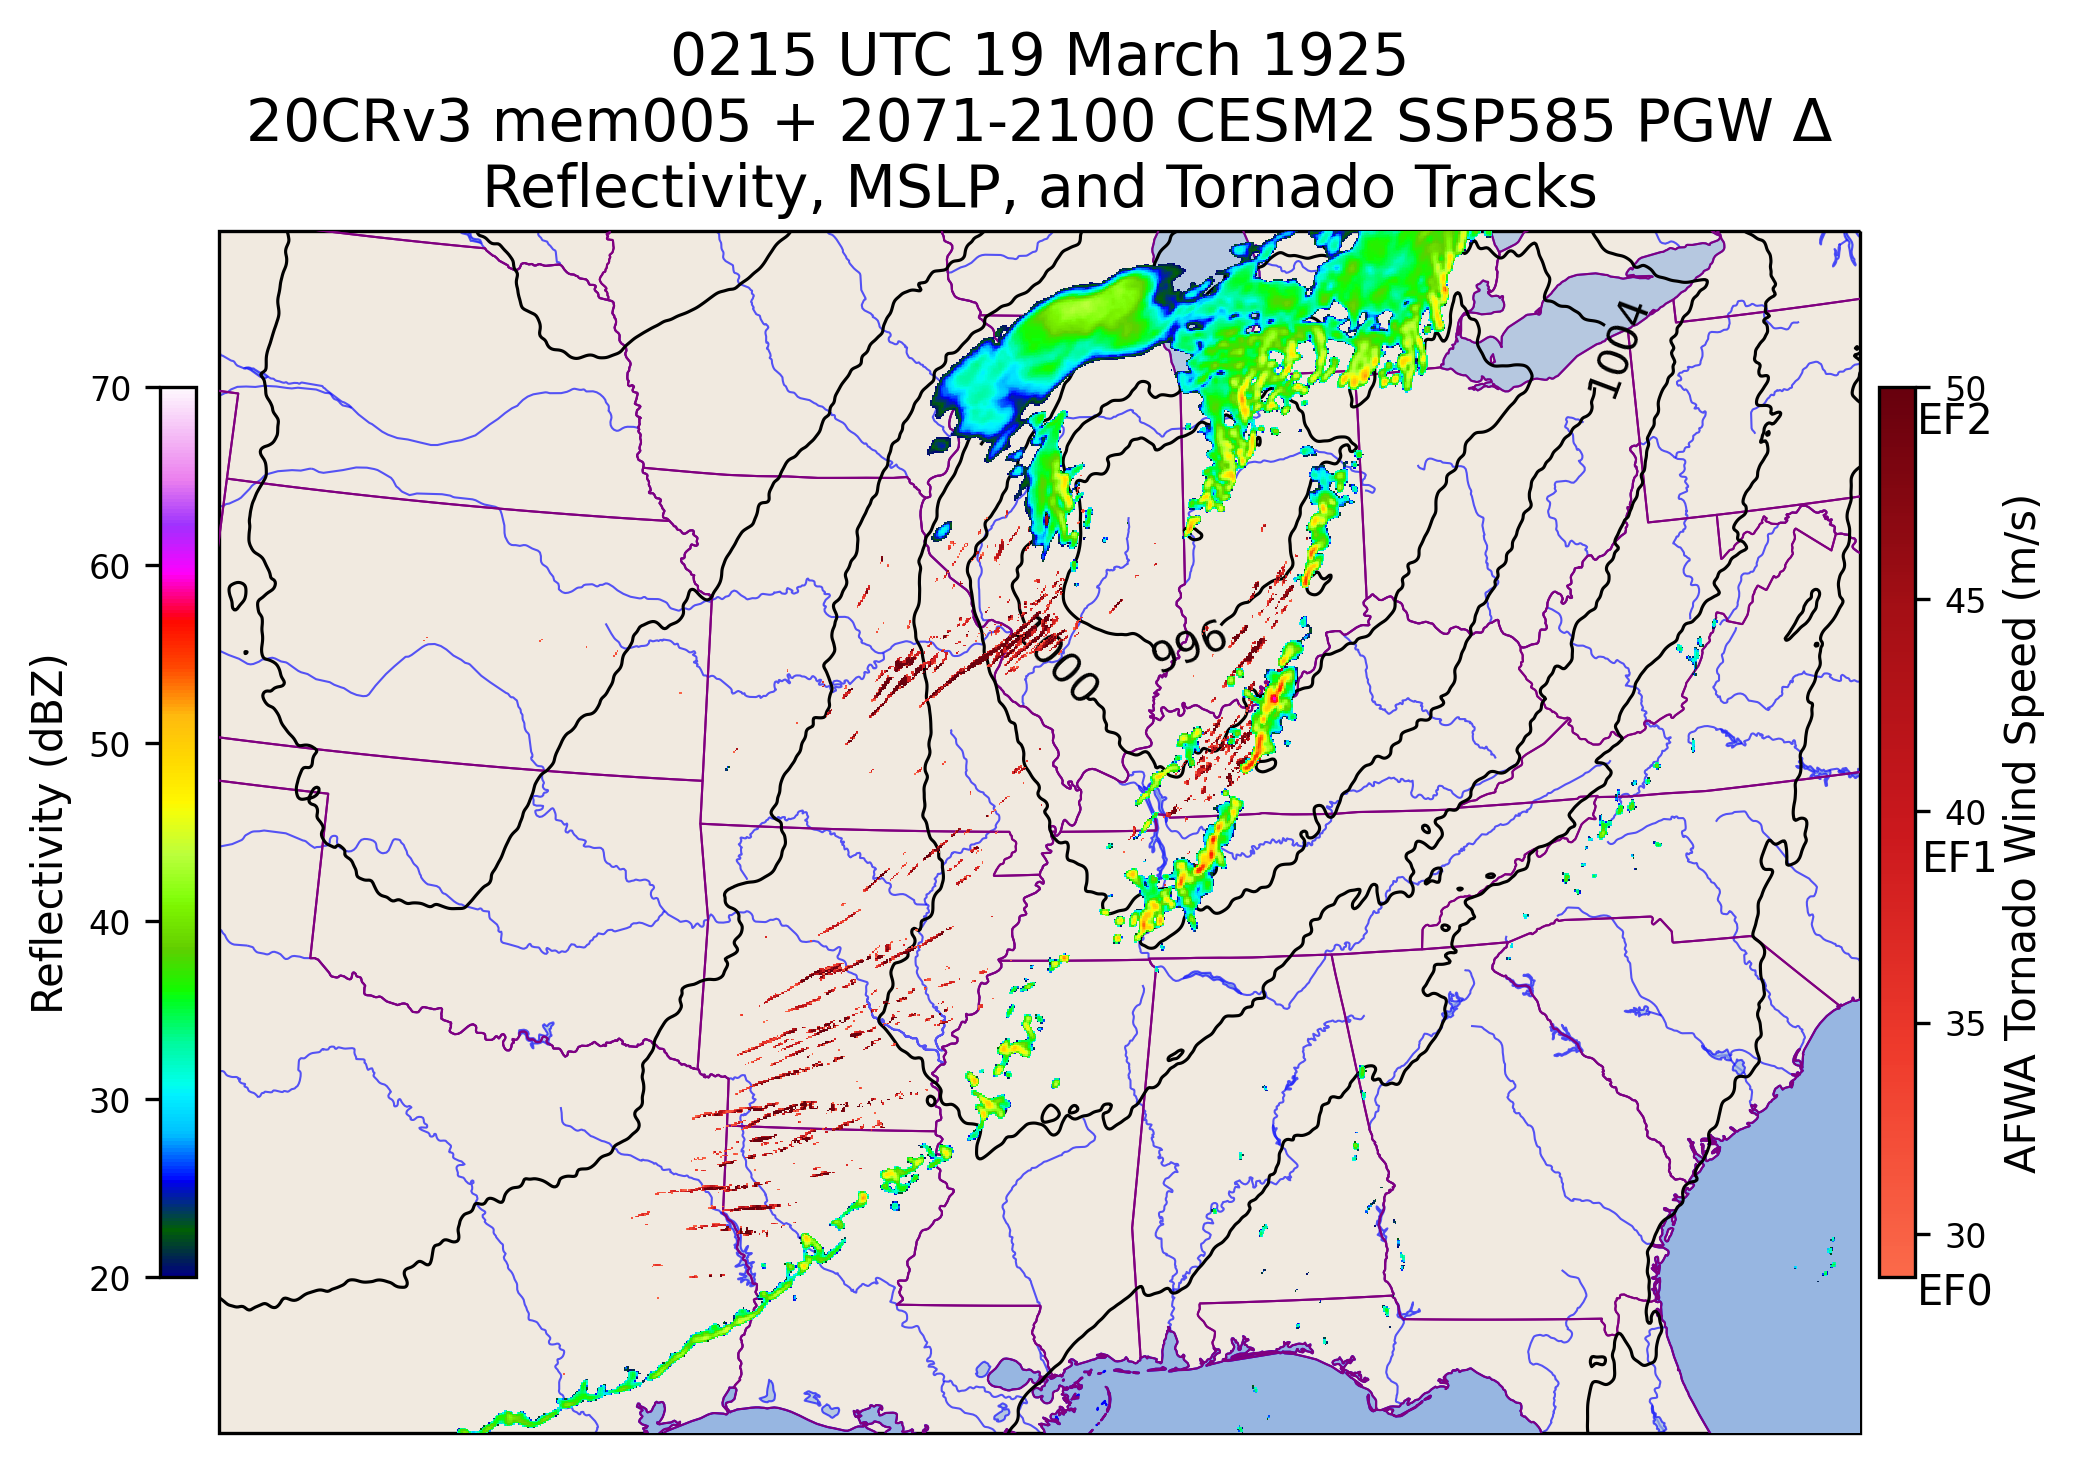 0215 UTC 19 March 1925
20CRv3 mem005 + 2071-2100 CESM2 SSP585 PGW Δ
Reflectivity, MSLP, and Tornado Tracks
1004
996
00
Reflectivity (dBZ)
70
60
50
40
30
20
50
EF2
45
40
EF1
35
30
EF0
AFWA Tornado Wind Speed (m/s)